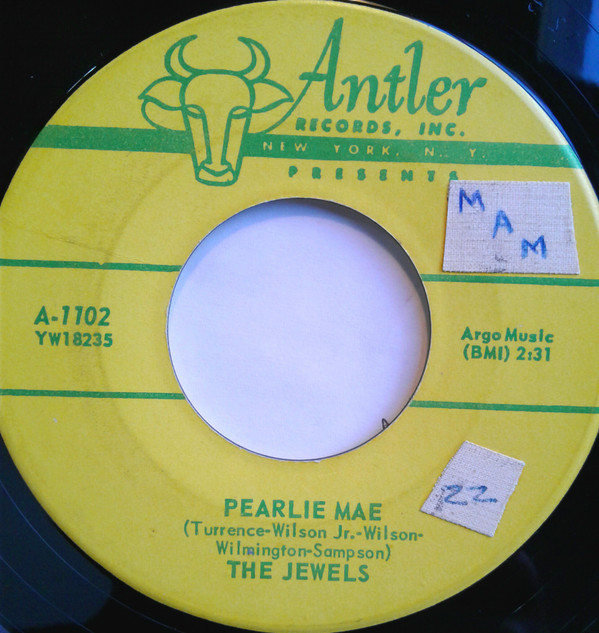 Antler
RECORDS, INC.
NEW YORK, N. Y.
PRESENTS
M
A
M
A-1102
YW18235
Argo Music
(BMI) 2:31
22
PEARLIE MAE
(Turrence-Wilson Jr.-Wilson-
Wilmington-Sampson)
THE JEWELS